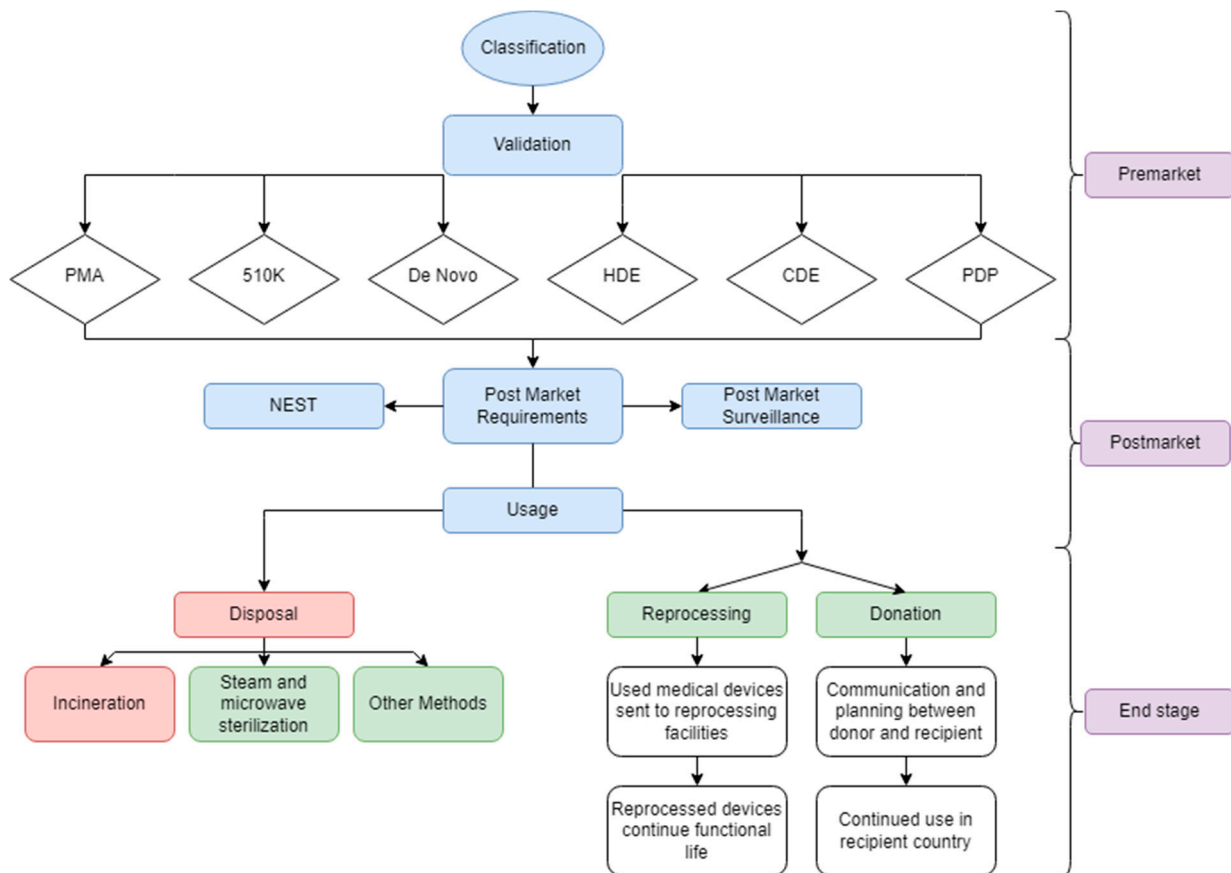 Classification
Validation
Premarket
PMA
510K
De Novo
HDE
CDE
PDP
NEST
Post Market
Requirements
Post Market
Surveillance
Postmarket
Usage
Disposal
Reprocessing
Donation
Incineration
Steam and
microwave
sterilization
Other Methods
Used medical devices
sent to reprocessing
facilities
Communication and
planning between
donor and recipient
End stage
Reprocessed devices
continue functional
life
Continued use in
recipient country